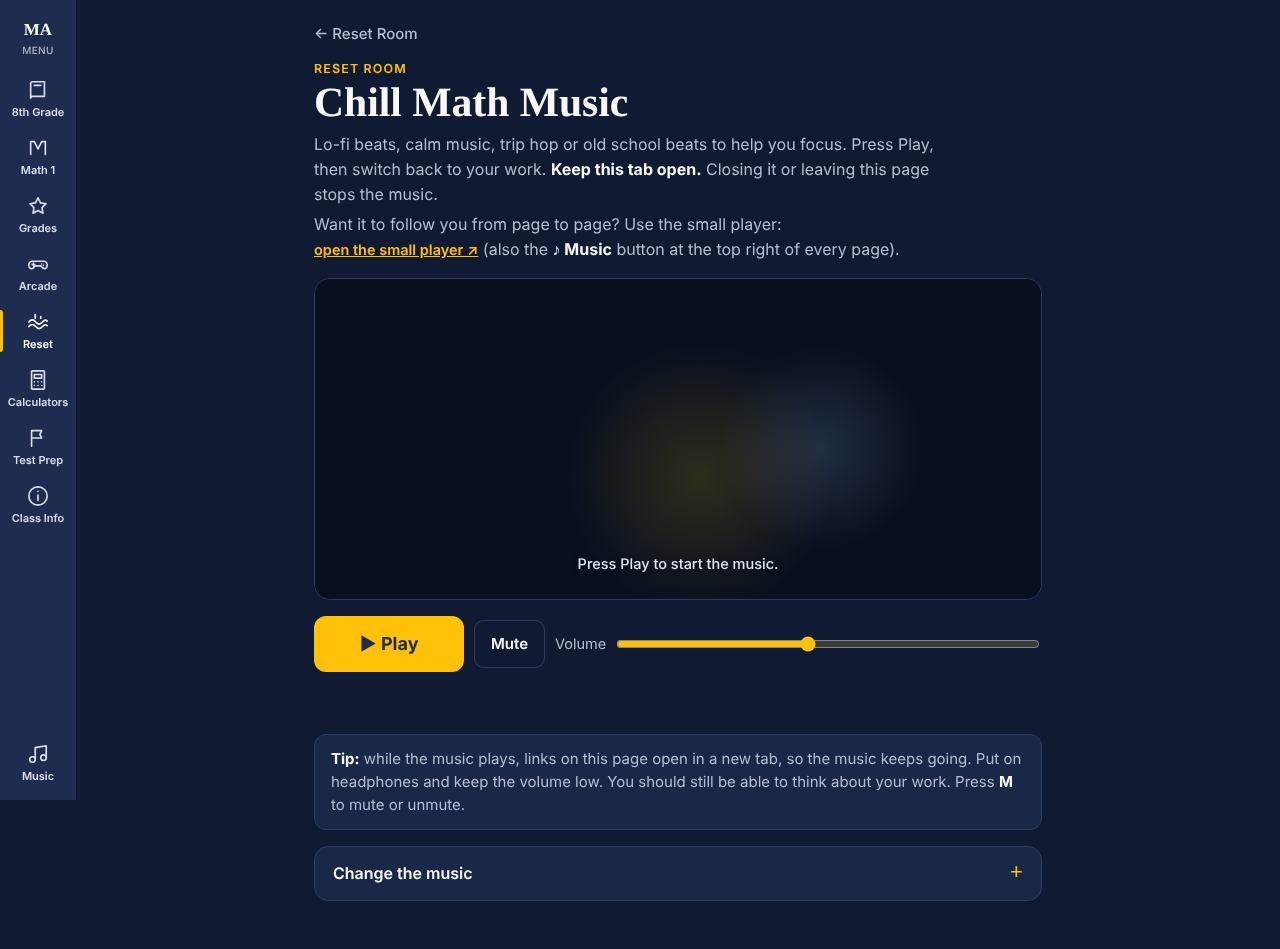 MA
MENU
8th Grade
Math 1
Grades
Arcade
Reset
Calculators
Test Prep
Class Info
Music
← Reset Room
RESET ROOM
Chill Math Music
Lo-fi beats, calm music, trip hop or old school beats to help you focus. Press Play,
then switch back to your work. Keep this tab open. Closing it or leaving this page
stops the music.
Want it to follow you from page to page? Use the small player:
open the small player ↗ (also the ♪ Music button at the top right of every page).
Press Play to start the music.
▶ Play
Mute
Volume
Tip: while the music plays, links on this page open in a new tab, so the music keeps going. Put on
headphones and keep the volume low. You should still be able to think about your work. Press M
to mute or unmute.
Change the music +